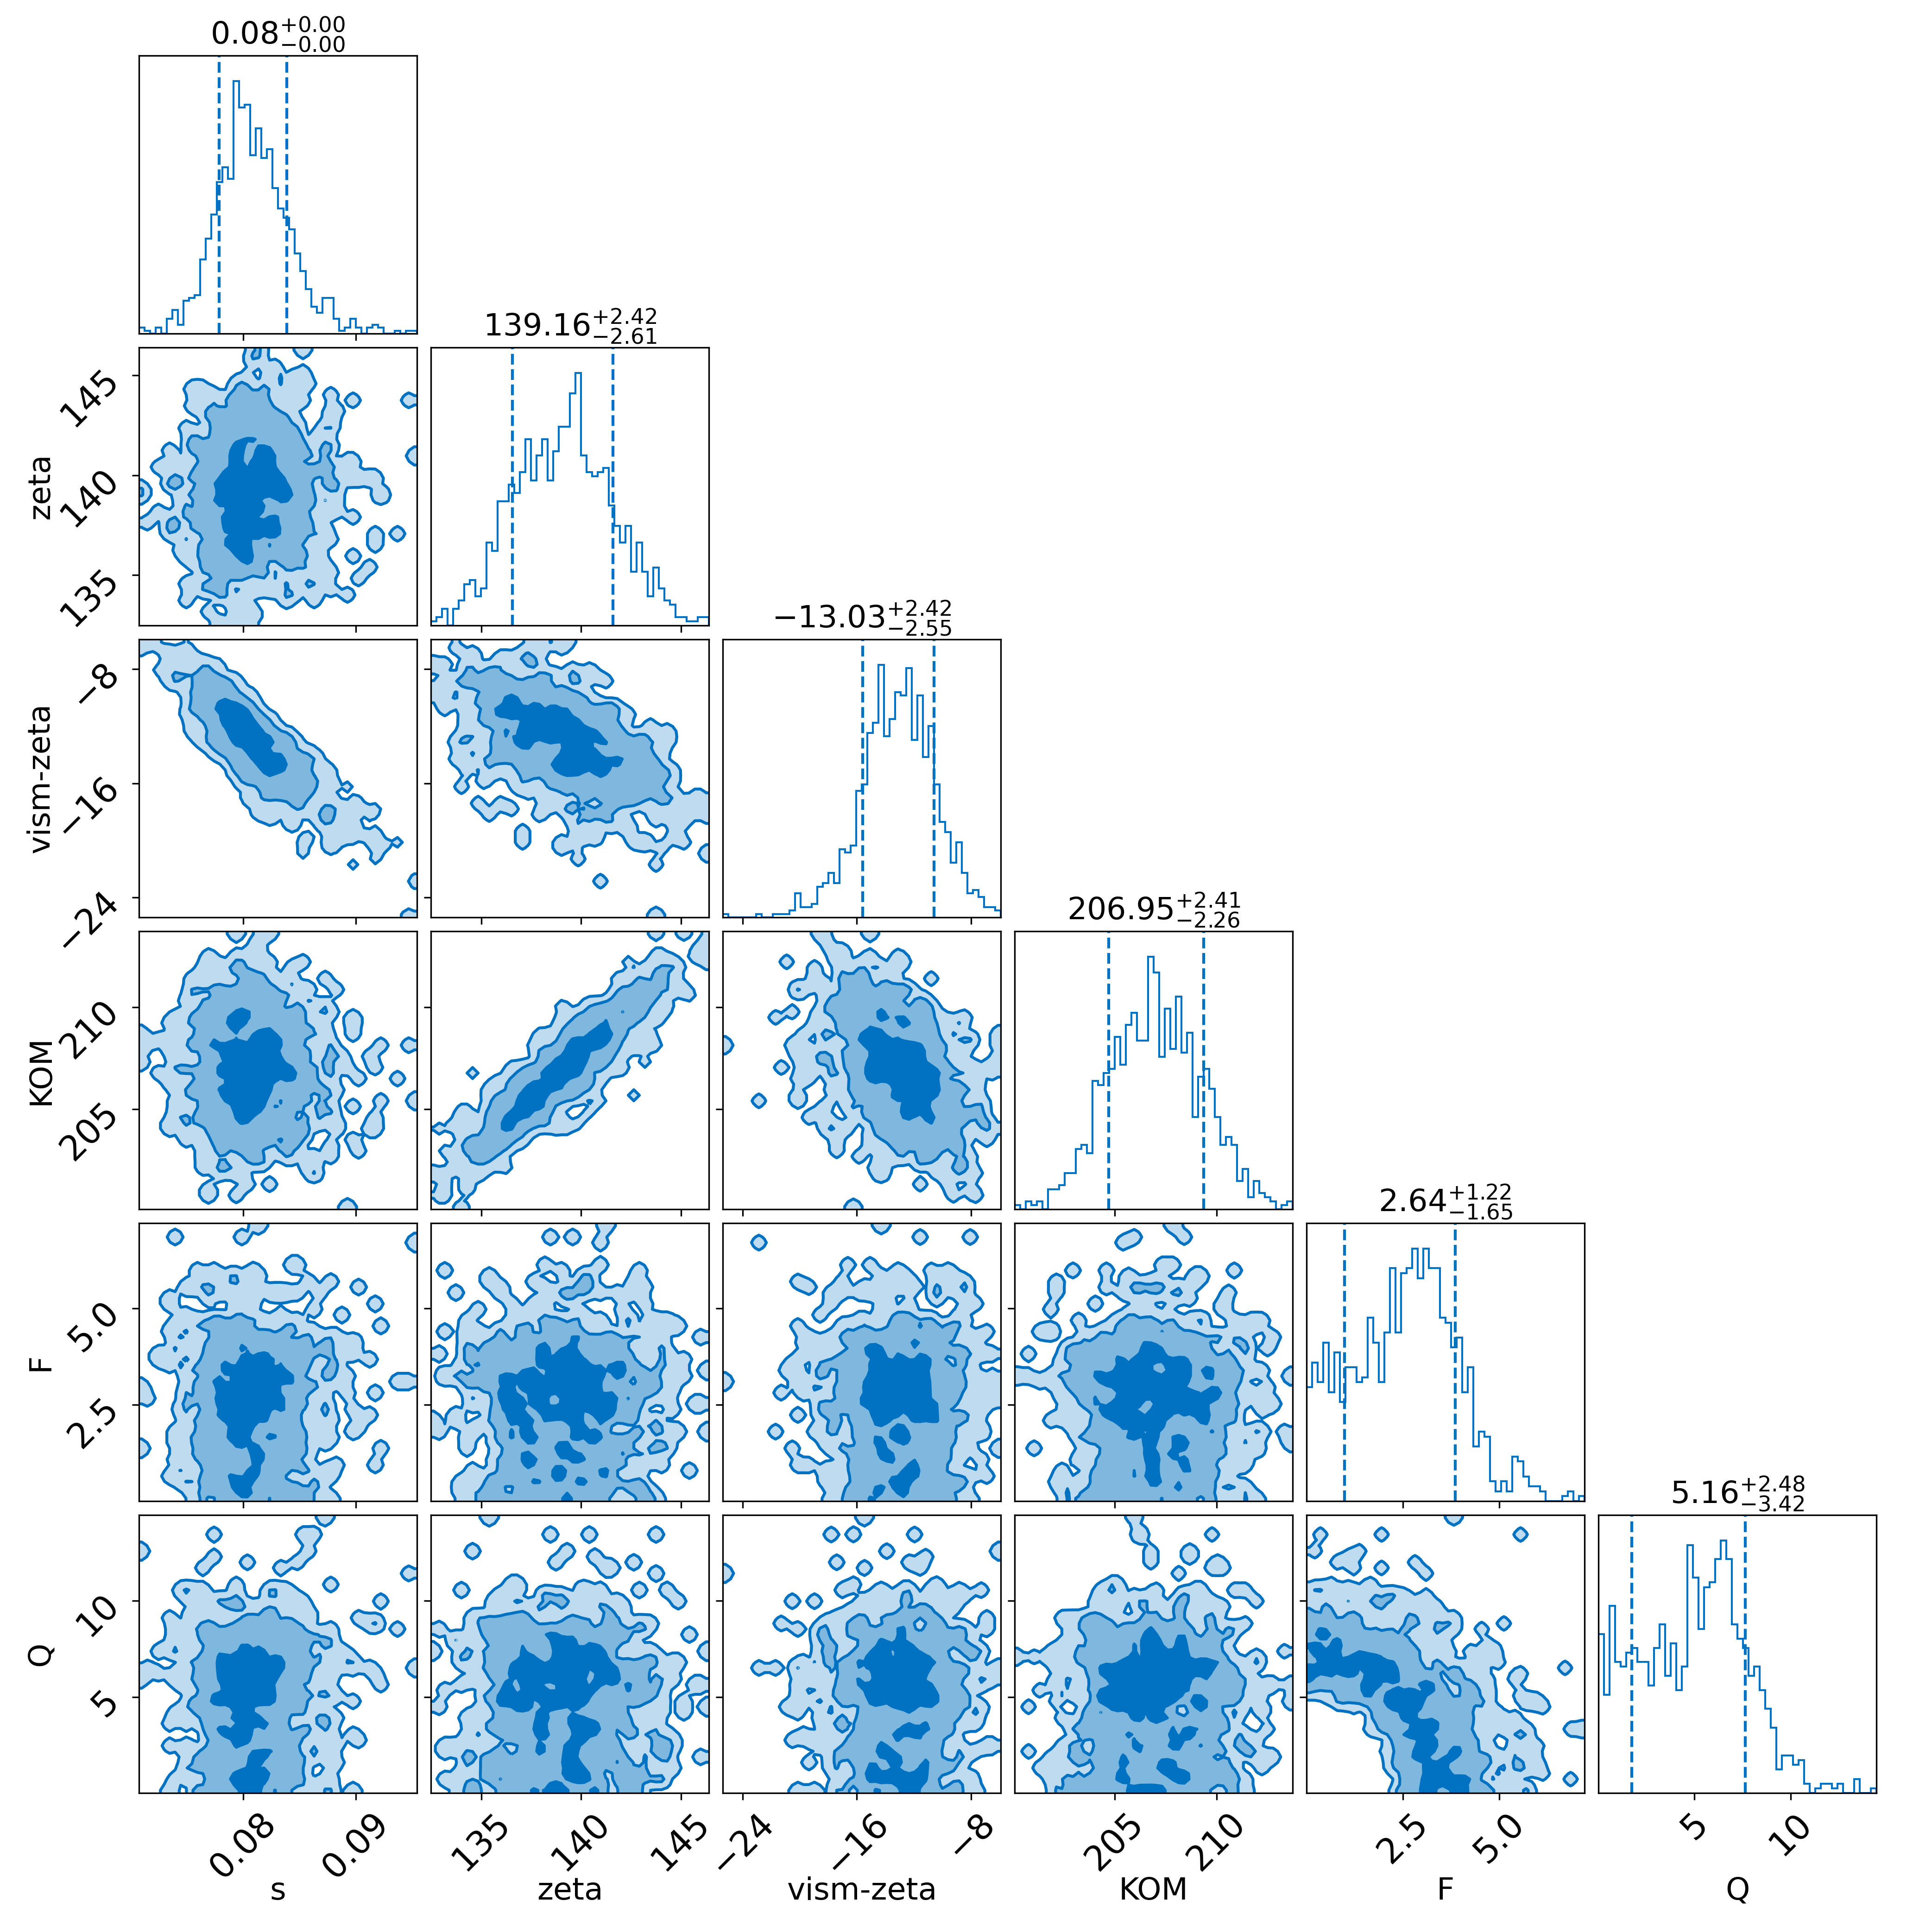 0.08+0.00 −0.00
139.16+2.42 −2.61
145
140
135
zeta
−13.03+2.42 −2.55
−8
−16
−24
vism-zeta
206.95+2.41 −2.26
210
205
KOM
2.64+1.22 −1.65
5.0
2.5
F
5.16+2.48 −3.42
10
5
Q
0.08 0.09 135 140 145 −24 −16 −8 205 210 2.5 5.0 5 10
s zeta vism-zeta KOM F Q